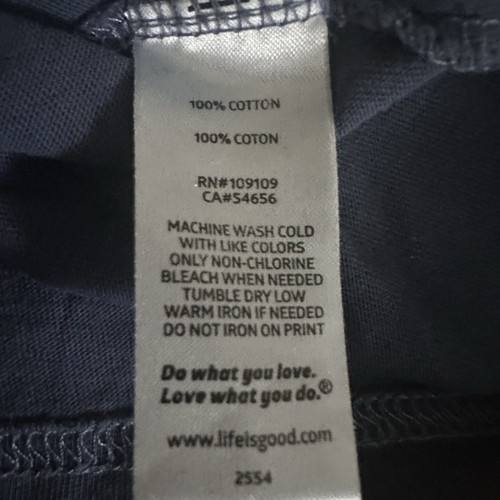 100% COTTON
100% COTON
RN#109109
CA#54656
MACHINE WASH COLD
WITH LIKE COLORS
ONLY NON-CHLORINE
BLEACH WHEN NEEDED
TUMBLE DRY LOW
WARM IRON IF NEEDED
DO NOT IRON ON PRINT
Do what you love.
Love what you do.®
www.lifeisgood.com
2554